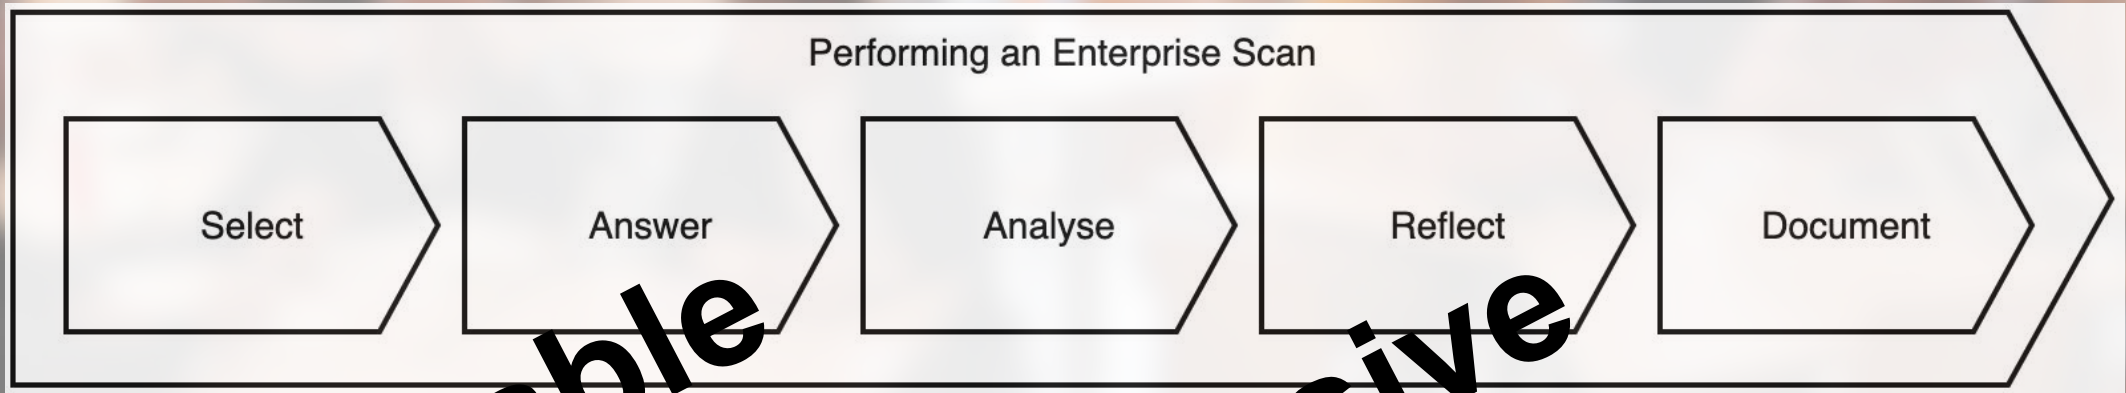 Performing an Enterprise Scan
Select
Answer
Analyse
Reflect
Document